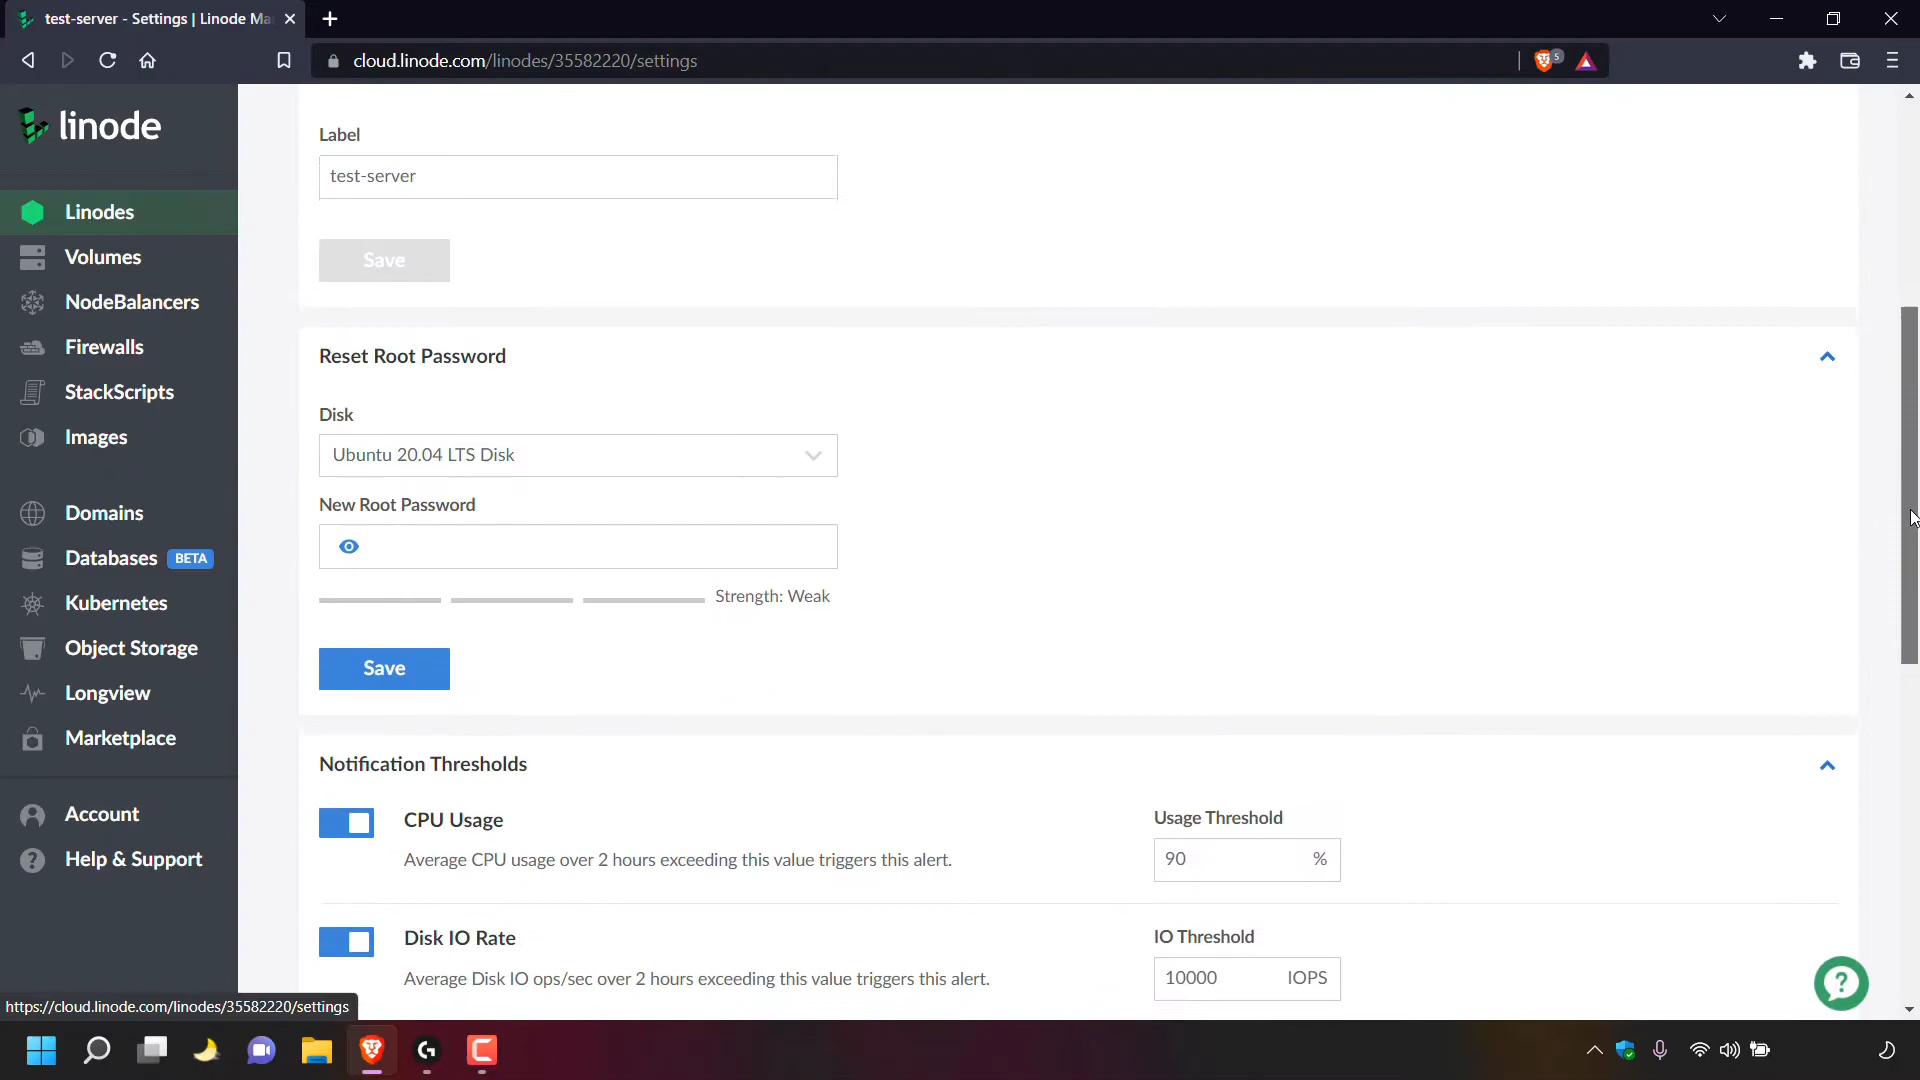 test-server - Settings | Linode Ma
cloud.linode.com/linodes/35582220/settings
5
linode
Linodes
Volumes
NodeBalancers
Firewalls
StackScripts
Images
Domains
Databases BETA
Kubernetes
Object Storage
Longview
Marketplace
Account
Help & Support
Label
test-server
Save
Reset Root Password
Disk
Ubuntu 20.04 LTS Disk
New Root Password
Strength: Weak
Save
Notification Thresholds
CPU Usage
Average CPU usage over 2 hours exceeding this value triggers this alert.
Usage Threshold
90 %
Disk IO Rate
Average Disk IO ops/sec over 2 hours exceeding this value triggers this alert.
IO Threshold
10000 IOPS
https://cloud.linode.com/linodes/35582220/settings